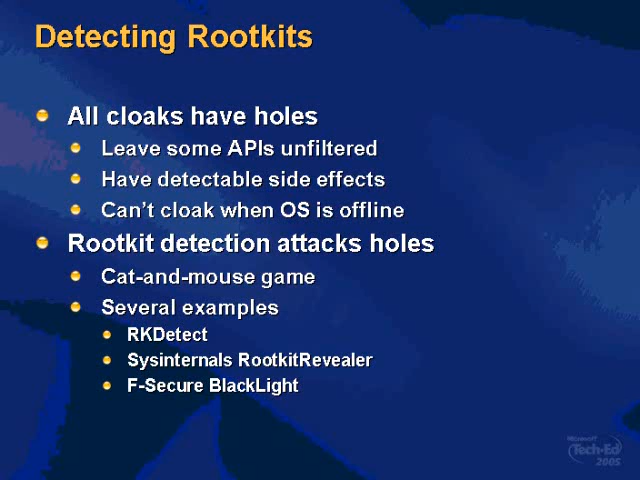 Detecting Rootkits
All cloaks have holes
Leave some APIs unfiltered
Have detectable side effects
Can't cloak when OS is offline
Rootkit detection attacks holes
Cat-and-mouse game
Several examples
RKDetect
Sysinternals RootkitRevealer
F-Secure BlackLight
Microsoft
Tech·Ed
2005